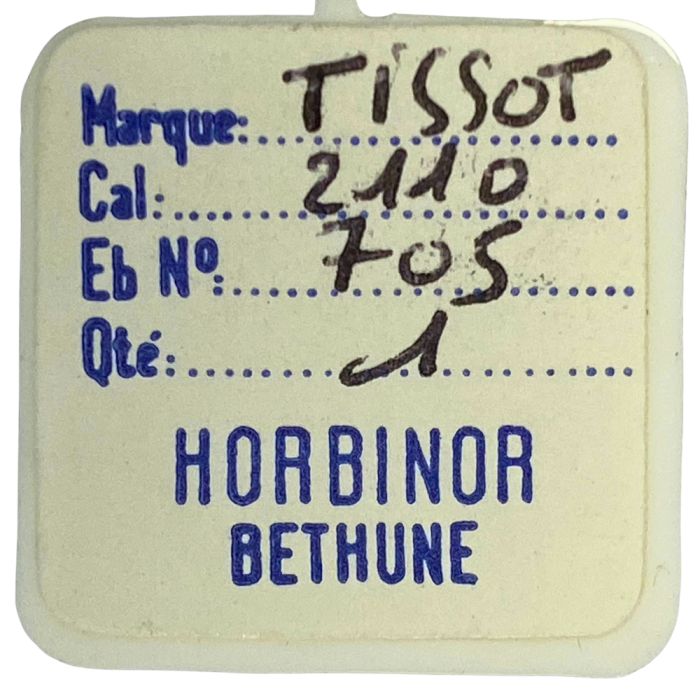 Marque: TISSOT
Cal: 2110
Eb Nº: 705
Qté: 1
HORBINOR
BETHUNE